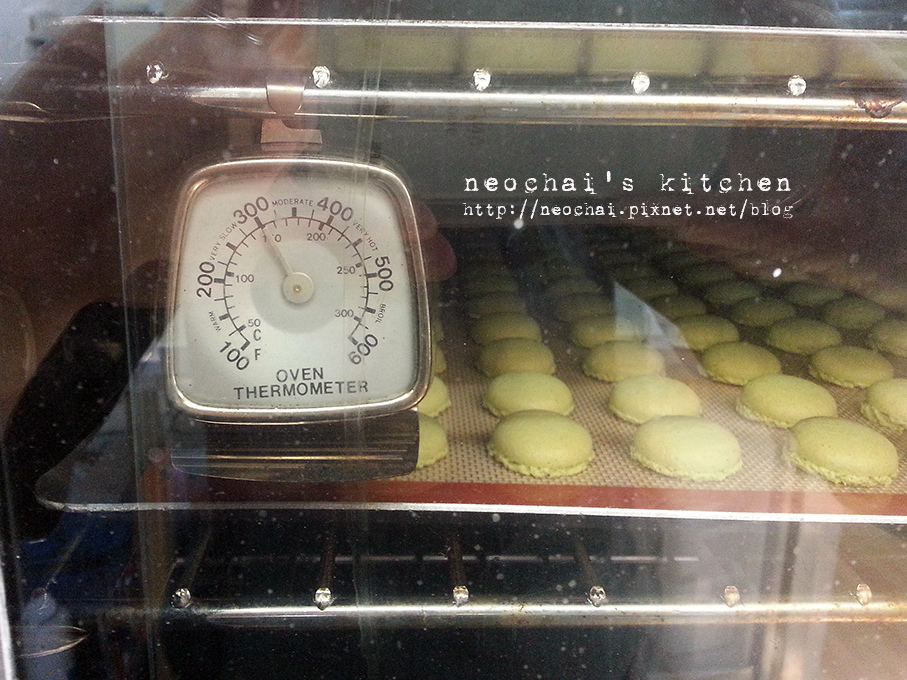 neochai's kitchen
http://neochai.pixnet.net/blog
MODERATE
300 400
VERY SLOW VERY HOT
200 500
WARM BROIL
100 600
200
100 250
50 300
C
F
OVEN
THERMOMETER